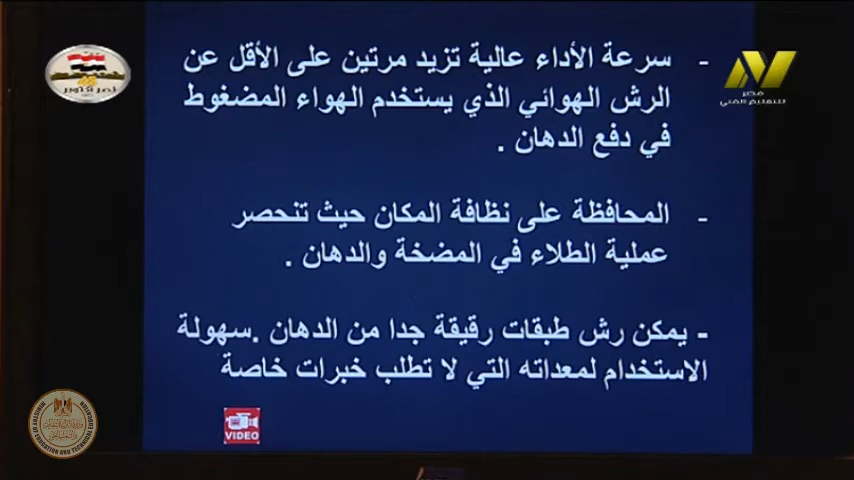 - سرعة الأداء عالية تزيد مرتين على الأقل عن
الرش الهوائي الذي يستخدم الهواء المضغوط
في دفع الدهان .
- المحافظة على نظافة المكان حيث تنحصر
عملية الطلاء في المضخة والدهان .
- يمكن رش طبقات رقيقة جدا من الدهان .سهولة
الاستخدام لمعداته التي لا تطلب خبرات خاصة
VIDEO
مصر
للتعليم الفني